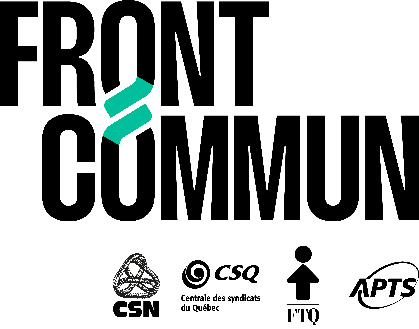 FRONT
COMMUN
CSN
CSQ
Centrale des syndicats
du Québec
FTQ
APTS